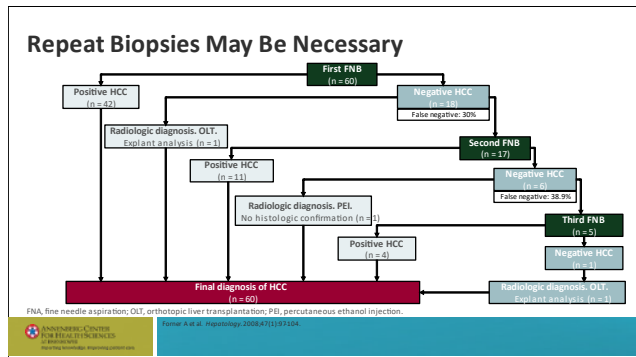 Repeat Biopsies May Be Necessary
First FNB
(n = 60)
Positive HCC
(n = 42)
Negative HCC
(n = 18)
False negative: 30%
Radiologic diagnosis. OLT.
Explant analysis (n = 1)
Second FNB
(n = 17)
Positive HCC
(n = 11)
Negative HCC
(n = 6)
False negative: 38.9%
Radiologic diagnosis. PEI.
No histologic confirmation (n = 1)
Third FNB
(n = 5)
Positive HCC
(n = 4)
Negative HCC
(n = 1)
Final diagnosis of HCC
(n = 60)
Radiologic diagnosis. OLT.
Explant analysis (n = 1)
FNA, fine needle aspiration; OLT, orthotopic liver transplantation; PEI, percutaneous ethanol injection.
Forner A et al. Hepatology. 2008;47(1):97-104.
ANNENBERG CENTER
FOR HEALTH SCIENCES
AT EISENHOWER